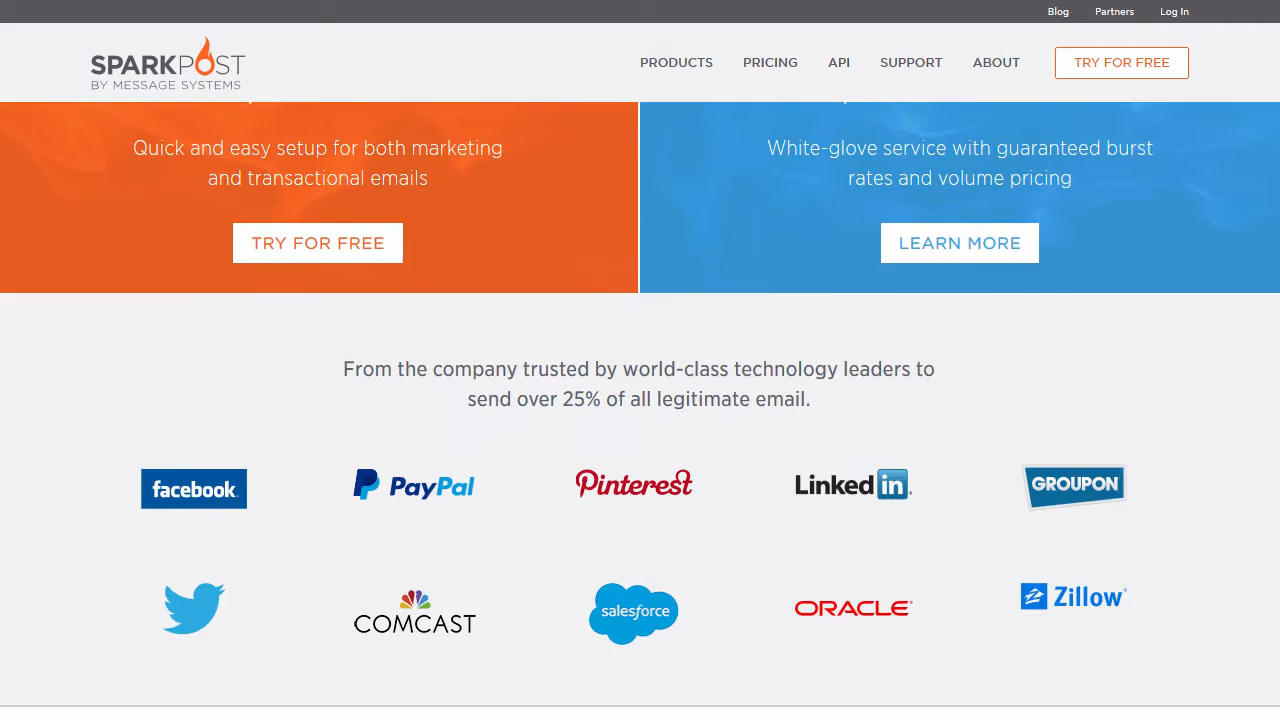 Blog Partners Log In
SPARKPOST
BY MESSAGE SYSTEMS
PRODUCTS PRICING API SUPPORT ABOUT TRY FOR FREE
Quick and easy setup for both marketing
and transactional emails
TRY FOR FREE
White-glove service with guaranteed burst
rates and volume pricing
LEARN MORE
From the company trusted by world-class technology leaders to
send over 25% of all legitimate email.
facebook PayPal Pinterest Linked in GROUPON
COMCAST salesforce ORACLE Zillow